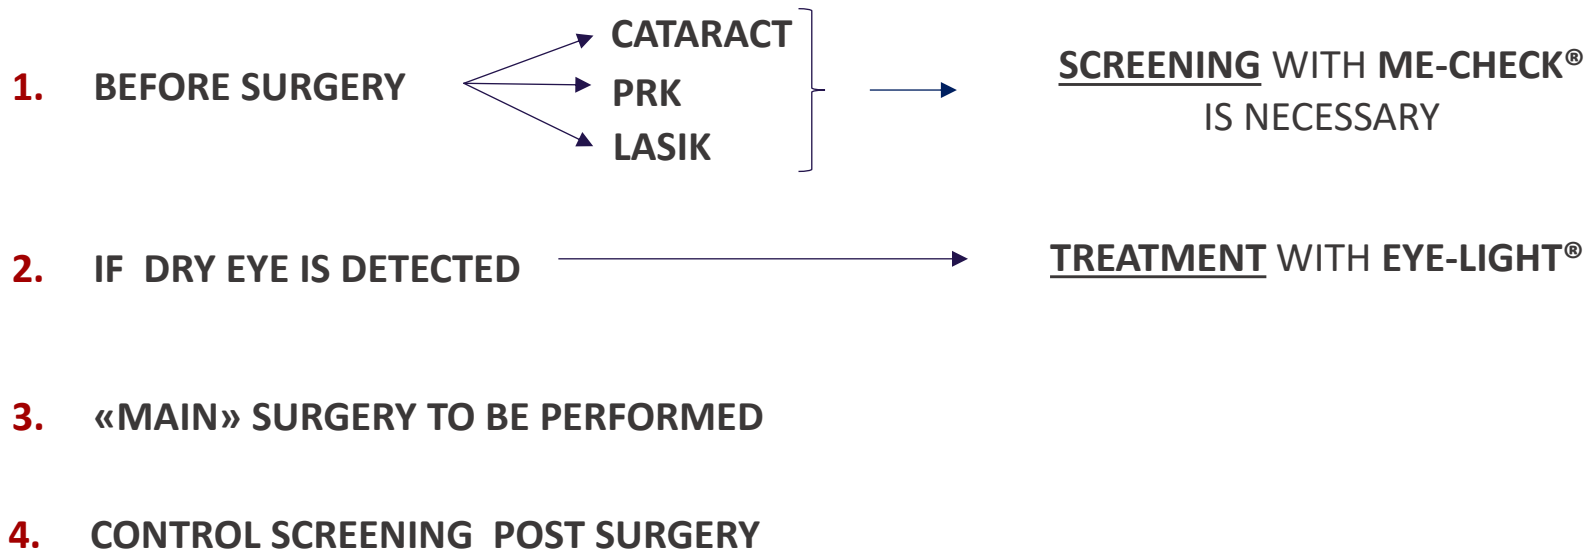 1. BEFORE SURGERY
CATARACT
PRK
LASIK
SCREENING WITH ME-CHECK®
IS NECESSARY
2. IF DRY EYE IS DETECTED
TREATMENT WITH EYE-LIGHT®
3. «MAIN» SURGERY TO BE PERFORMED
4. CONTROL SCREENING POST SURGERY